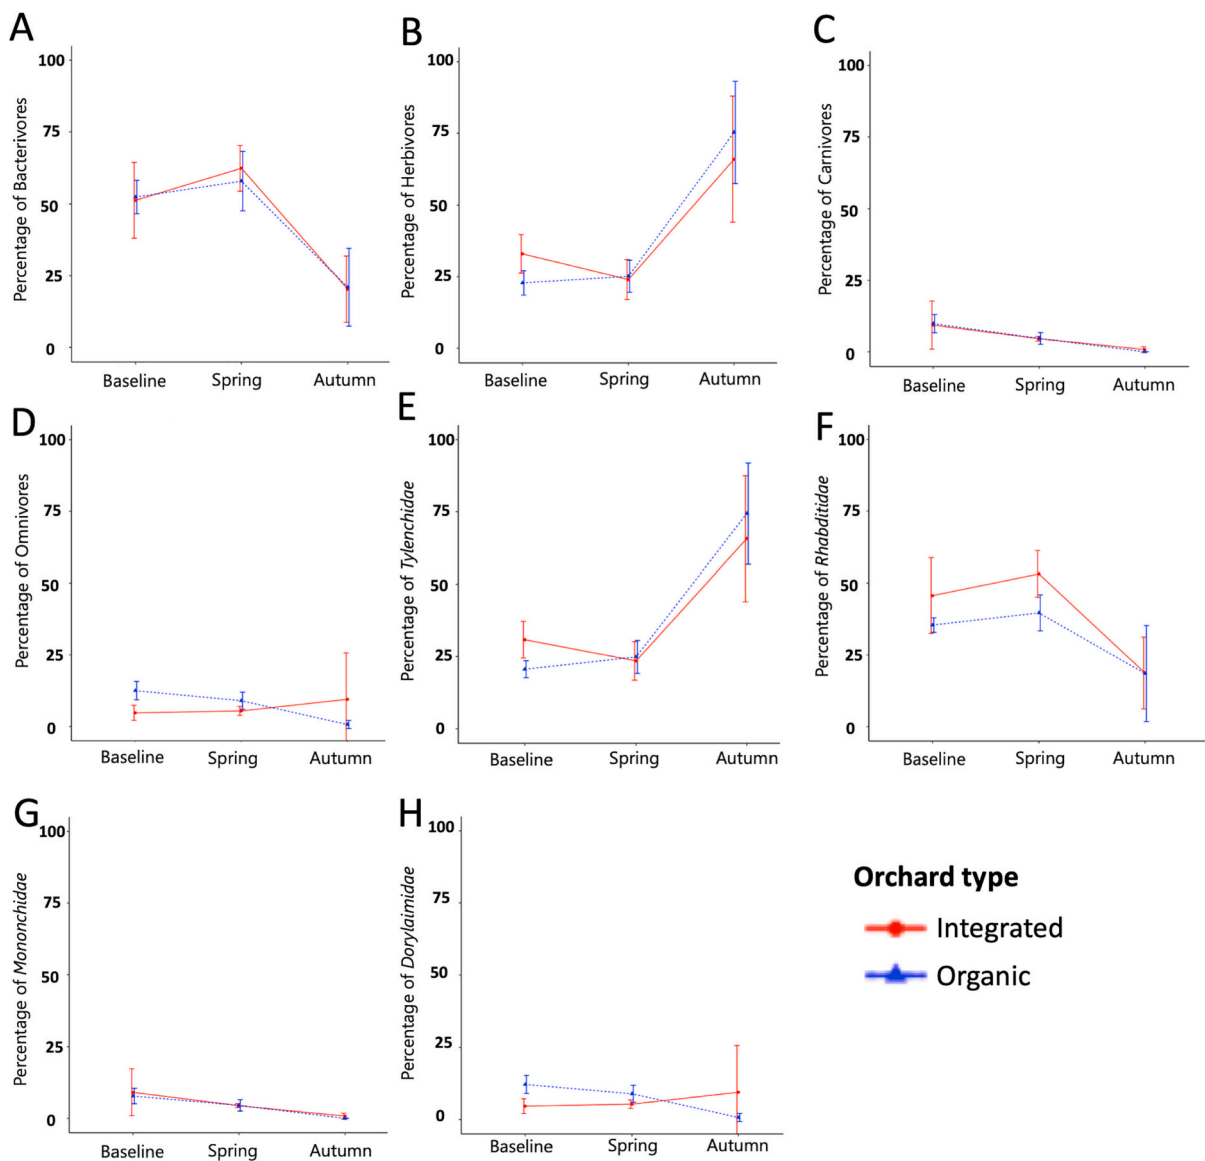 A
Percentage of Bacterivores
100
75
50
25
0
Baseline Spring Autumn
B
Percentage of Herbivores
100
75
50
25
0
Baseline Spring Autumn
C
Percentage of Carnivores
100
75
50
25
0
Baseline Spring Autumn
D
Percentage of Omnivores
100
75
50
25
0
Baseline Spring Autumn
E
Percentage of Tylenchidae
100
75
50
25
0
Baseline Spring Autumn
F
Percentage of Rhabditidae
100
75
50
25
0
Baseline Spring Autumn
G
Percentage of Mononchidae
100
75
50
25
0
Baseline Spring Autumn
H
Percentage of Dorylaimidae
100
75
50
25
0
Baseline Spring Autumn
Orchard type
Integrated
Organic